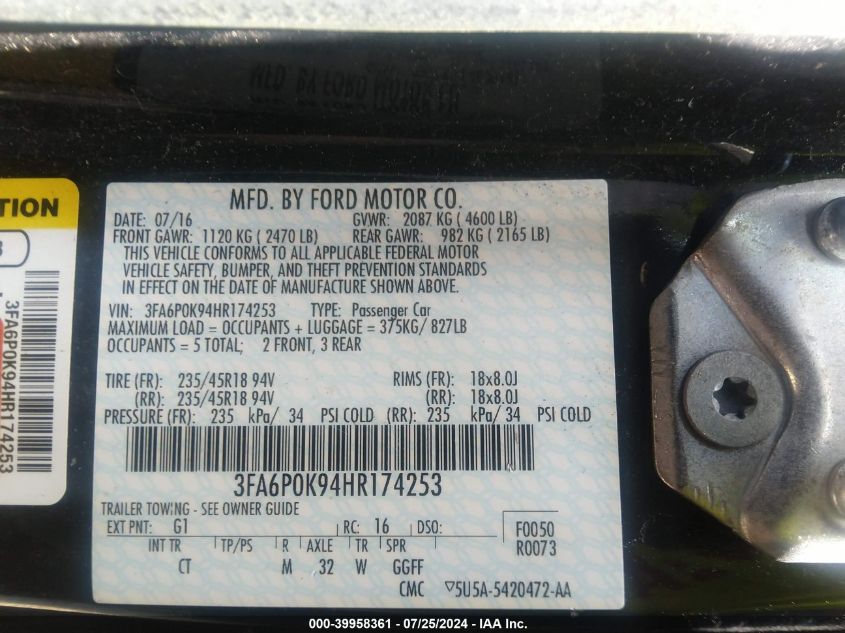 MFD. BY FORD MOTOR CO.
DATE: 07/16 GVWR: 2087 KG ( 4600 LB)
FRONT GAWR: 1120 KG ( 2470 LB) REAR GAWR: 982 KG ( 2165 LB)
THIS VEHICLE CONFORMS TO ALL APPLICABLE FEDERAL MOTOR
VEHICLE SAFETY, BUMPER, AND THEFT PREVENTION STANDARDS
IN EFFECT ON THE DATE OF MANUFACTURE SHOWN ABOVE.
VIN: 3FA6P0K94HR174253 TYPE: Passenger Car
MAXIMUM LOAD = OCCUPANTS + LUGGAGE = 375KG/ 827LB
OCCUPANTS = 5 TOTAL; 2 FRONT, 3 REAR
TIRE (FR): 235/45R18 94V RIMS (FR): 18x8.0J
(RR): 235/45R18 94V (RR): 18x8.0J
PRESSURE (FR): 235 kPa/ 34 PSI COLD (RR): 235 kPa/ 34 PSI COLD
3FA6P0K94HR174253
TRAILER TOWING - SEE OWNER GUIDE
EXT PNT: G1 RC: 16 DSO: F0050
R0073
INT TR TP/PS R AXLE TR SPR
CT M 32 W GGFF
CMC ▽5U5A-5420472-AA
3FA6P0K94HR174253
000-39958361 - 07/25/2024 - IAA Inc.